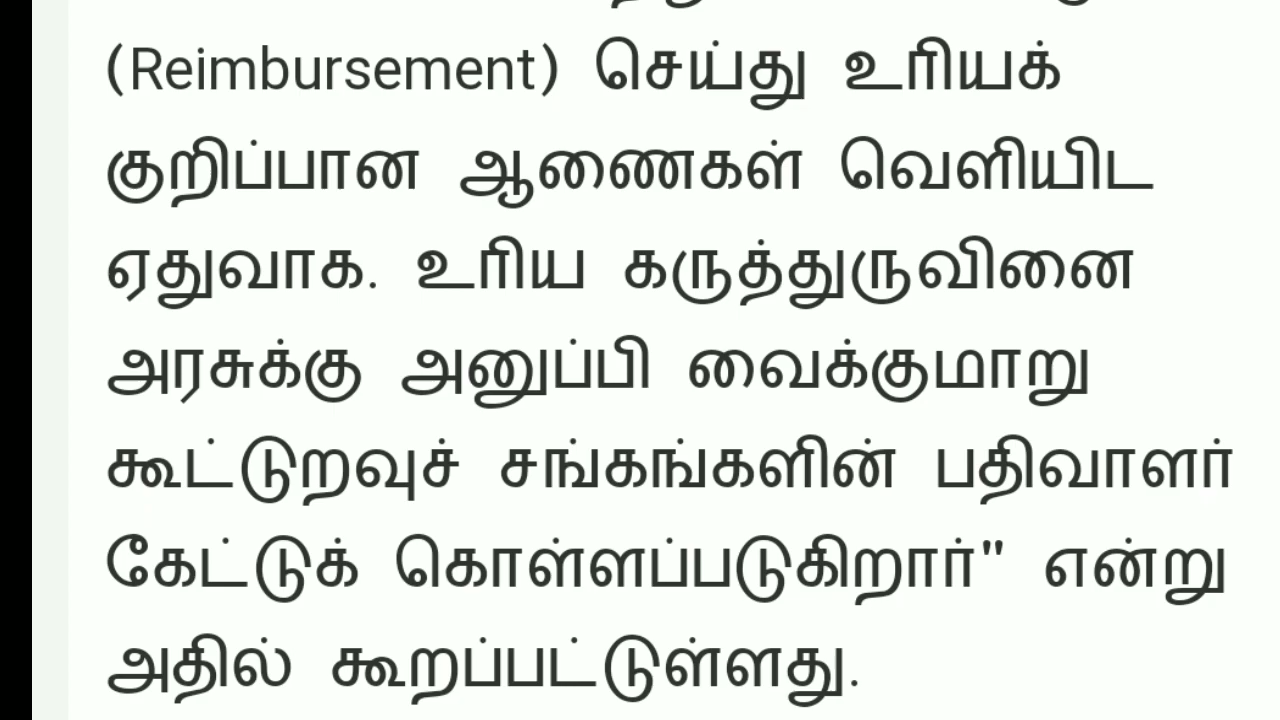 (Reimbursement) செய்து உரியக்
குறிப்பான ஆணைகள் வெளியிட
ஏதுவாக. உரிய கருத்துருவினை
அரசுக்கு அனுப்பி வைக்குமாறு
கூட்டுறவுச் சங்கங்களின் பதிவாளர்
கேட்டுக் கொள்ளப்படுகிறார்" என்று
அதில் கூறப்பட்டுள்ளது.